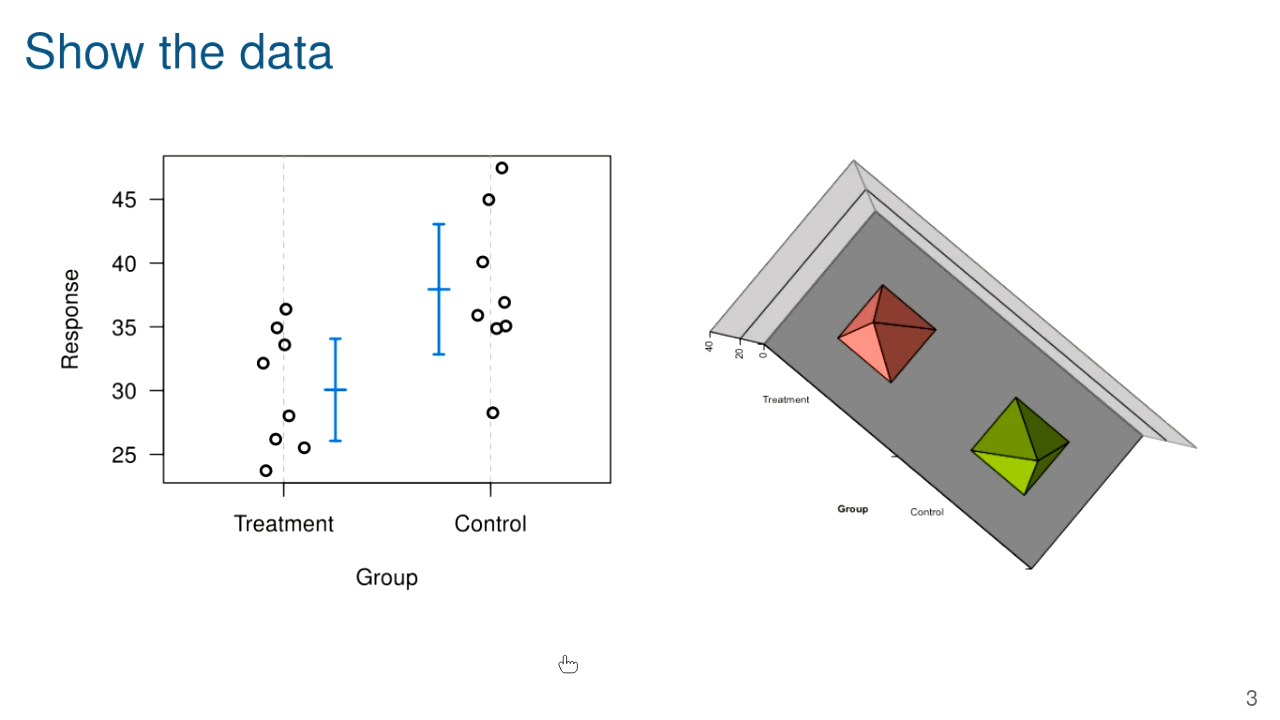 Show the data
Response
45
40
35
30
25
Treatment Control
Group
40
20
0
Treatment
Group
Control
3